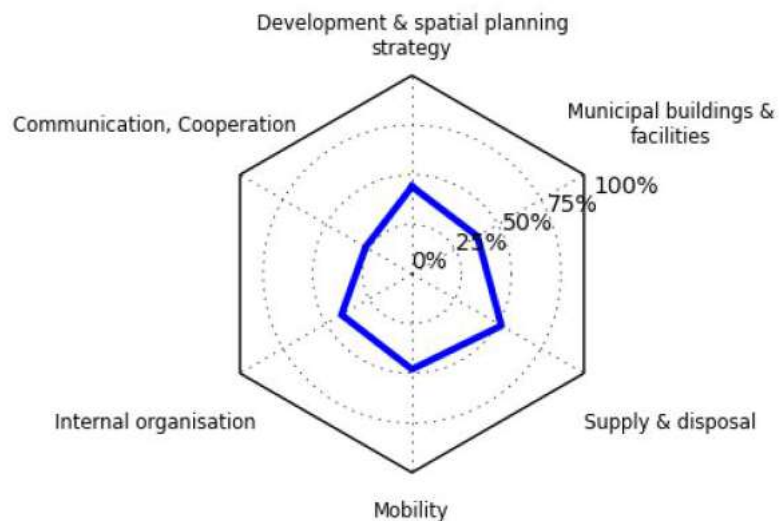 Development & spatial planning
strategy
Municipal buildings &
facilities
Communication, Cooperation
100%
75%
50%
25%
0%
Internal organisation
Supply & disposal
Mobility